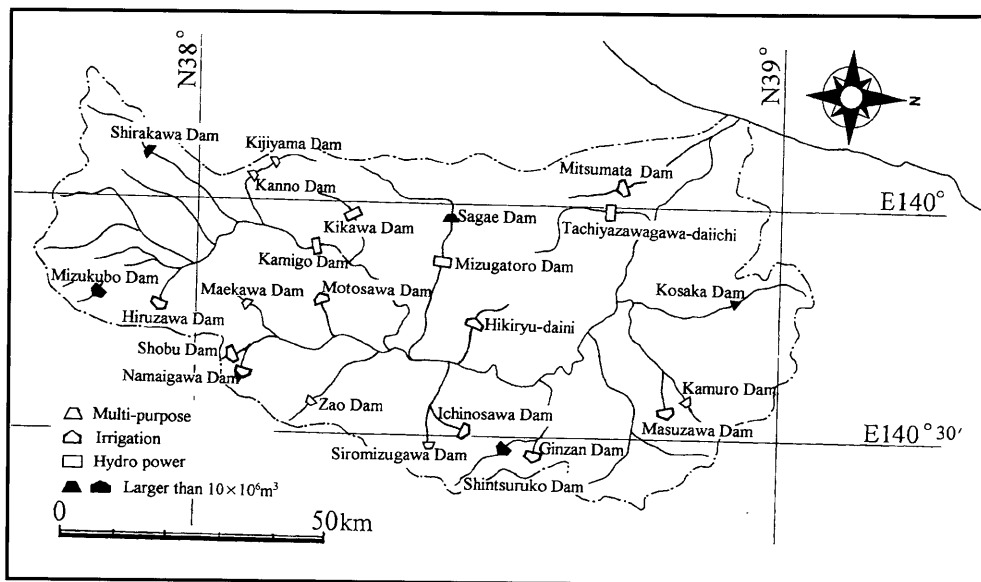 N38°
N39°
N
Shirakawa Dam
Kijiyama Dam
Kanno Dam
Mitsumata Dam
E140°
Kikawa Dam
Sagae Dam
Tachiyazawagawa-daiichi
Kamigo Dam
Mizugatoro Dam
Mizukubo Dam
Maekawa Dam
Motosawa Dam
Kosaka Dam
Hiruzawa Dam
Hikiryu-daini
Shobu Dam
Namaigawa Dam
Kamuro Dam
Zao Dam
Ichinosawa Dam
Masuzawa Dam
E140°30′
Siromizugawa Dam
Ginzan Dam
Shintsuruko Dam
Multi-purpose
Irrigation
Hydro power
Larger than 10×10⁶m³
0
50km